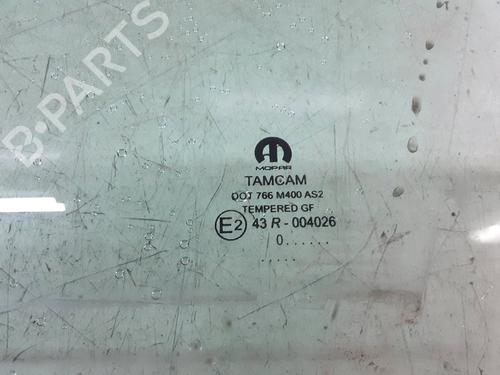 B-PARTS
MOPAR
TAMCAM
DOT 766 M400 AS2
TEMPERED GF
E2 43 R - 004026
0......
.....